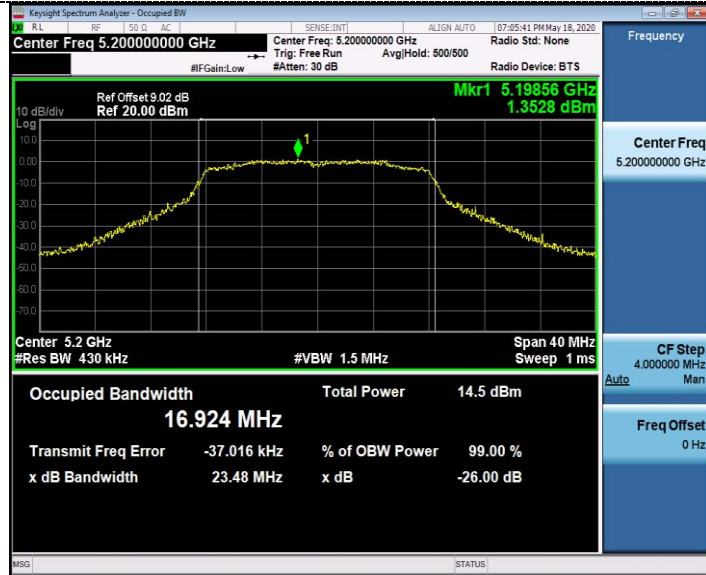 Keysight Spectrum Analyzer - Occupied BW
RL RF 50 Ω AC SENSE:INT ALIGN AUTO 07:05:41 PM May 18, 2020
Center Freq 5.200000000 GHz
Center Freq: 5.200000000 GHz
Radio Std: None
Trig: Free Run Avg|Hold: 500/500
#IFGain:Low #Atten: 30 dB Radio Device: BTS
Frequency
Ref Offset 9.02 dB
10 dB/div Ref 20.00 dBm
Mkr1 5.19856 GHz
1.3528 dBm
Log
10.0
0.00
-10.0
-20.0
-30.0
-40.0
-50.0
-60.0
-70.0
1
Center 5.2 GHz Span 40 MHz
#Res BW 430 kHz #VBW 1.5 MHz Sweep 1 ms
Occupied Bandwidth Total Power 14.5 dBm
16.924 MHz
Transmit Freq Error -37.016 kHz % of OBW Power 99.00 %
x dB Bandwidth 23.48 MHz x dB -26.00 dB
Center Freq
5.200000000 GHz
CF Step
4.000000 MHz
Auto Man
Freq Offset
0 Hz
MSG STATUS